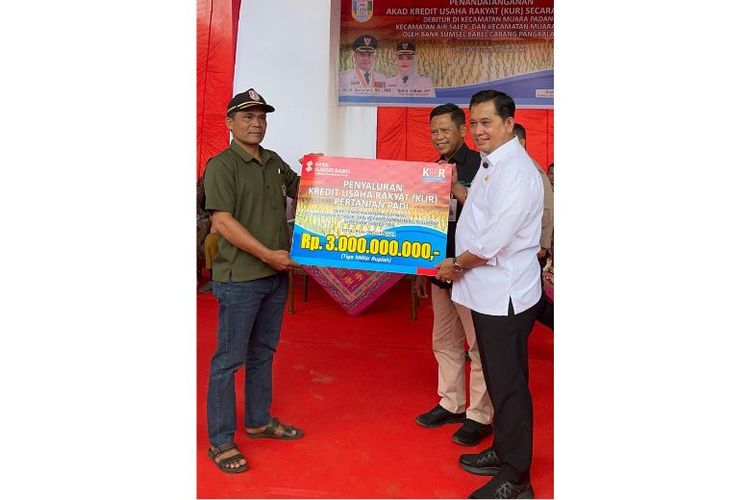 PENANDATANGANAN
AKAD KREDIT USAHA RAKYAT (KUR) SECARA
DEBITUR DI KECAMATAN MUARA PADANG
KECAMATAN AIR SALEK, DAN KECAMATAN MUARA
OLEH BANK SUMSEL BABEL CABANG PANGKALA
BANK
SUMSEL BABEL
KUR
PENYALURAN
KREDIT USAHA RAKYAT (KUR)
PERTANIAN PADI
Rp. 3.000.000.000,-
(Tiga Miliar Rupiah)